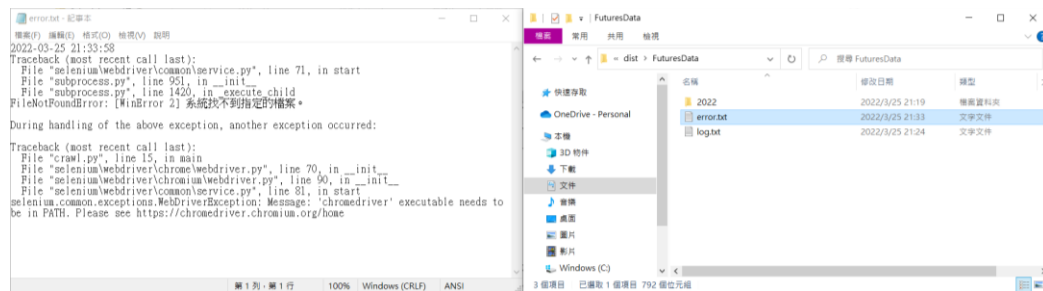 error.txt - 記事本
檔案(F) 編輯(E) 格式(O) 檢視(V) 說明
2022-03-25 21:33:58
Traceback (most recent call last):
File "selenium\webdriver\common\service.py", line 71, in start
File "subprocess.py", line 951, in __init__
File "subprocess.py", line 1420, in _execute_child
FileNotFoundError: [WinError 2] 系統找不到指定的檔案。
During handling of the above exception, another exception occurred:
Traceback (most recent call last):
File "crawl.py", line 15, in main
File "selenium\webdriver\chrome\webdriver.py", line 70, in __init__
File "selenium\webdriver\chromium\webdriver.py", line 90, in __init__
File "selenium\webdriver\common\service.py", line 81, in start
selenium.common.exceptions.WebDriverException: Message: 'chromedriver' executable needs to
be in PATH. Please see https://chromedriver.chromium.org/home
第 1 列，第 1 行 100% Windows (CRLF) ANSI
FuturesData
檔案 常用 共用 檢視
« dist > FuturesData
搜尋 FuturesData
快速存取
OneDrive - Personal
本機
3D 物件
下載
文件
音樂
桌面
圖片
影片
Windows (C:)
名稱 修改日期 類型
2022 2022/3/25 21:19 檔案資料夾
error.txt 2022/3/25 21:33 文字文件
log.txt 2022/3/25 21:24 文字文件
3 個項目 已選取 1 個項目 792 個位元組